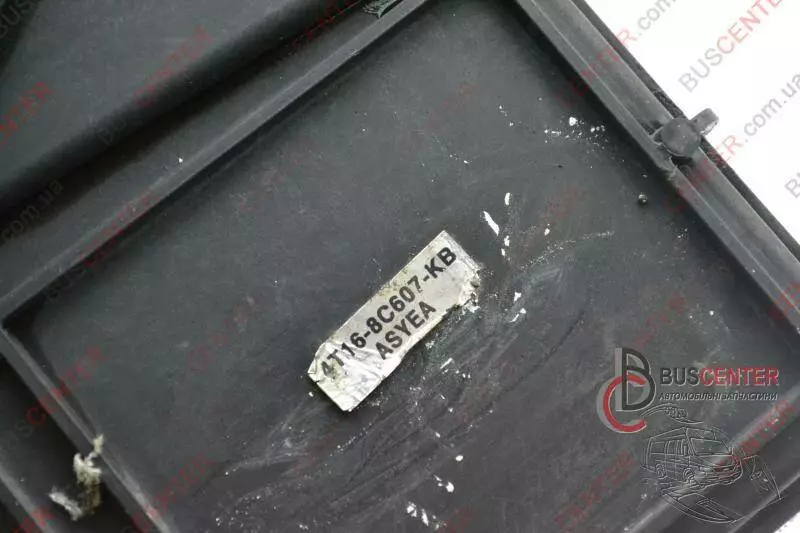 4T16-8C607-KB
ASYEA
BUSCENTER
АВТОМОБІЛЬНІ ЗАПЧАСТИНИ
BUSCENTER.com.ua